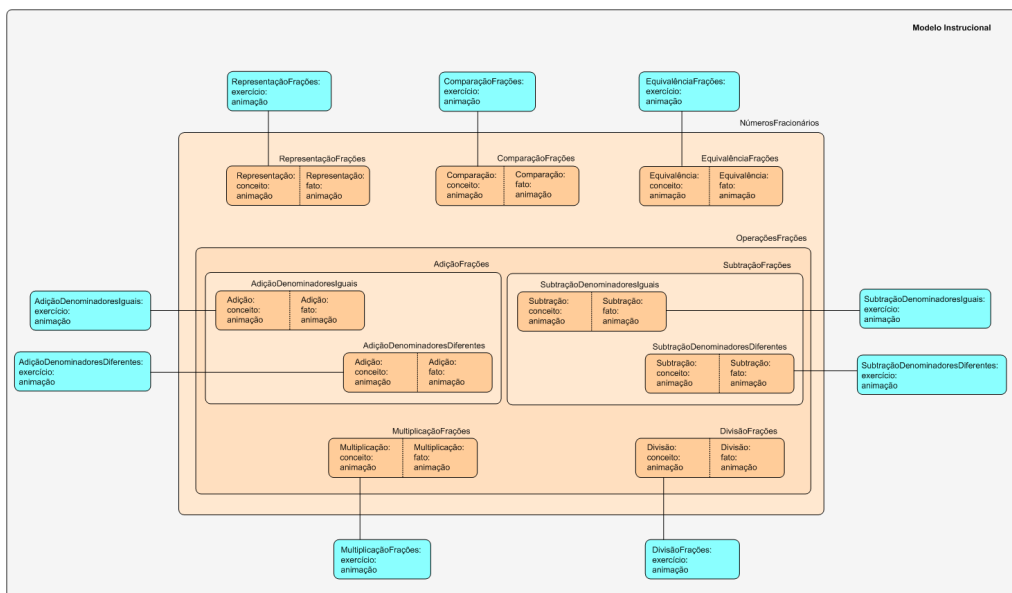 Modelo Instrucional
RepresentaçãoFrações:
exercício:
animação
ComparaçãoFrações:
exercício:
animação
EquivalênciaFrações:
exercício:
animação
NúmerosFracionários
RepresentaçãoFrações
Representação:
conceito:
animação
Representação:
fato:
animação
ComparaçãoFrações
Comparação:
conceito:
animação
Comparação:
fato:
animação
EquivalênciaFrações
Equivalência:
conceito:
animação
Equivalência:
fato:
animação
OperaçõesFrações
AdiçãoFrações
AdiçãoDenominadoresIguais
Adição:
conceito:
animação
Adição:
fato:
animação
AdiçãoDenominadoresIguais:
exercício:
animação
AdiçãoDenominadoresDiferentes
Adição:
conceito:
animação
Adição:
fato:
animação
AdiçãoDenominadoresDiferentes:
exercício:
animação
SubtraçãoFrações
SubtraçãoDenominadoresIguais
Subtração:
conceito:
animação
Subtração:
fato:
animação
SubtraçãoDenominadoresIguais:
exercício:
animação
SubtraçãoDenominadoresDiferentes
Subtração:
conceito:
animação
Subtração:
fato:
animação
SubtraçãoDenominadoresDiferentes:
exercício:
animação
MultiplicaçãoFrações
Multiplicação:
conceito:
animação
Multiplicação:
fato:
animação
DivisãoFrações
Divisão:
conceito:
animação
Divisão:
fato:
animação
MultiplicaçãoFrações:
exercício:
animação
DivisãoFrações:
exercício:
animação